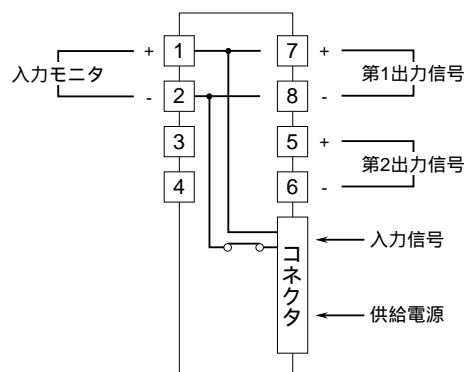 + 1 7 +
入力モニタ 第1出力信号
- 2 8 -
3 5 +
第2出力信号
4 6 -
コネクタ
入力信号
供給電源